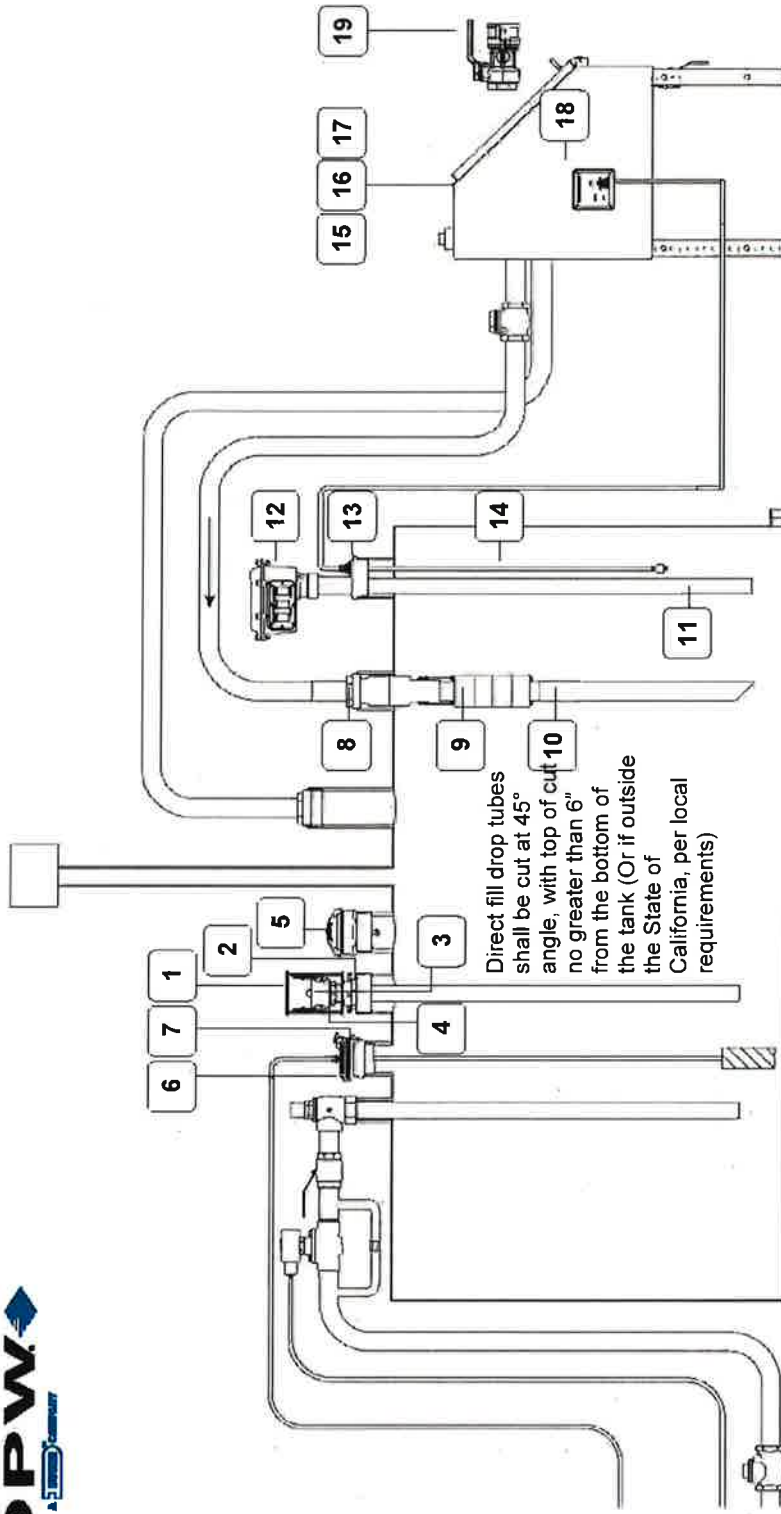 OPW
1
2
3
4
5
6
7
8
9
10
11
12
13
14
15
16
17
18
19
Direct fill drop tubes
shall be cut at 45°
angle, with top of cut
no greater than 6"
from the bottom of
the tank (Or if outside
the State of
California, per local
requirements)